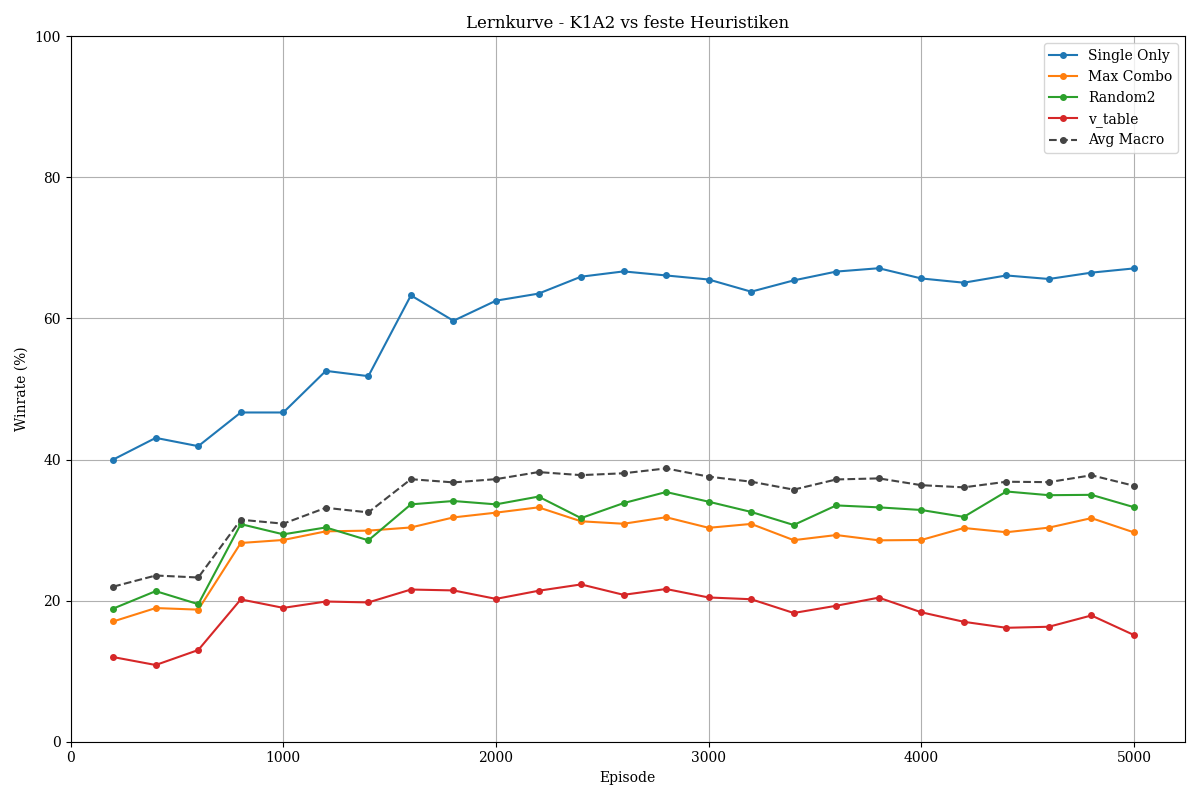 Lernkurve - K1A2 vs feste Heuristiken
100
80
60
40
20
0
Winrate (%)
0 1000 2000 3000 4000 5000
Episode
Single Only
Max Combo
Random2
v_table
Avg Macro